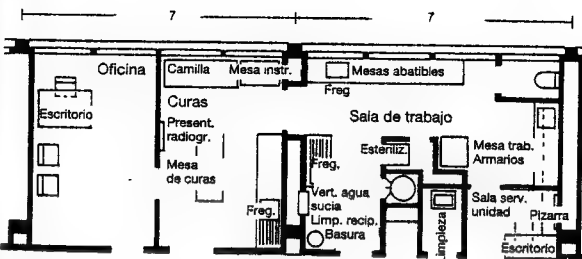 7
7
Oficina
Camilla
Mesa instr.
Mesas abatibles
Freg
Curas
Escritorio
Present.
radiogr.
Sala de trabajo
Mesa
de curas
Freg.
Esteriliz.
Mesa trab.
Armarios
Vert. agua
sucia
Limp. recip.
Basura
Freg.
Limpieza
Sala serv.
unidad
Pizarra
Escritorio